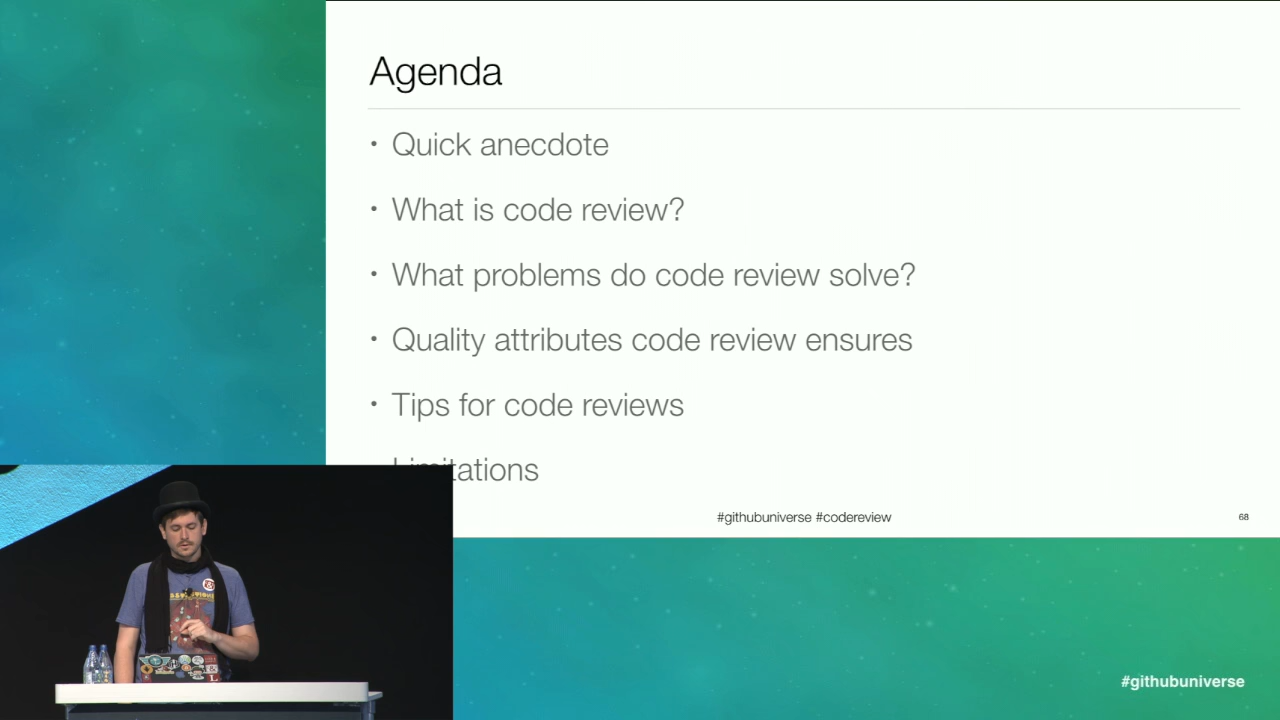 Agenda
• Quick anecdote
• What is code review?
• What problems do code review solve?
• Quality attributes code review ensures
• Tips for code reviews
Limitations
#githubuniverse #codereview
68
#githubuniverse